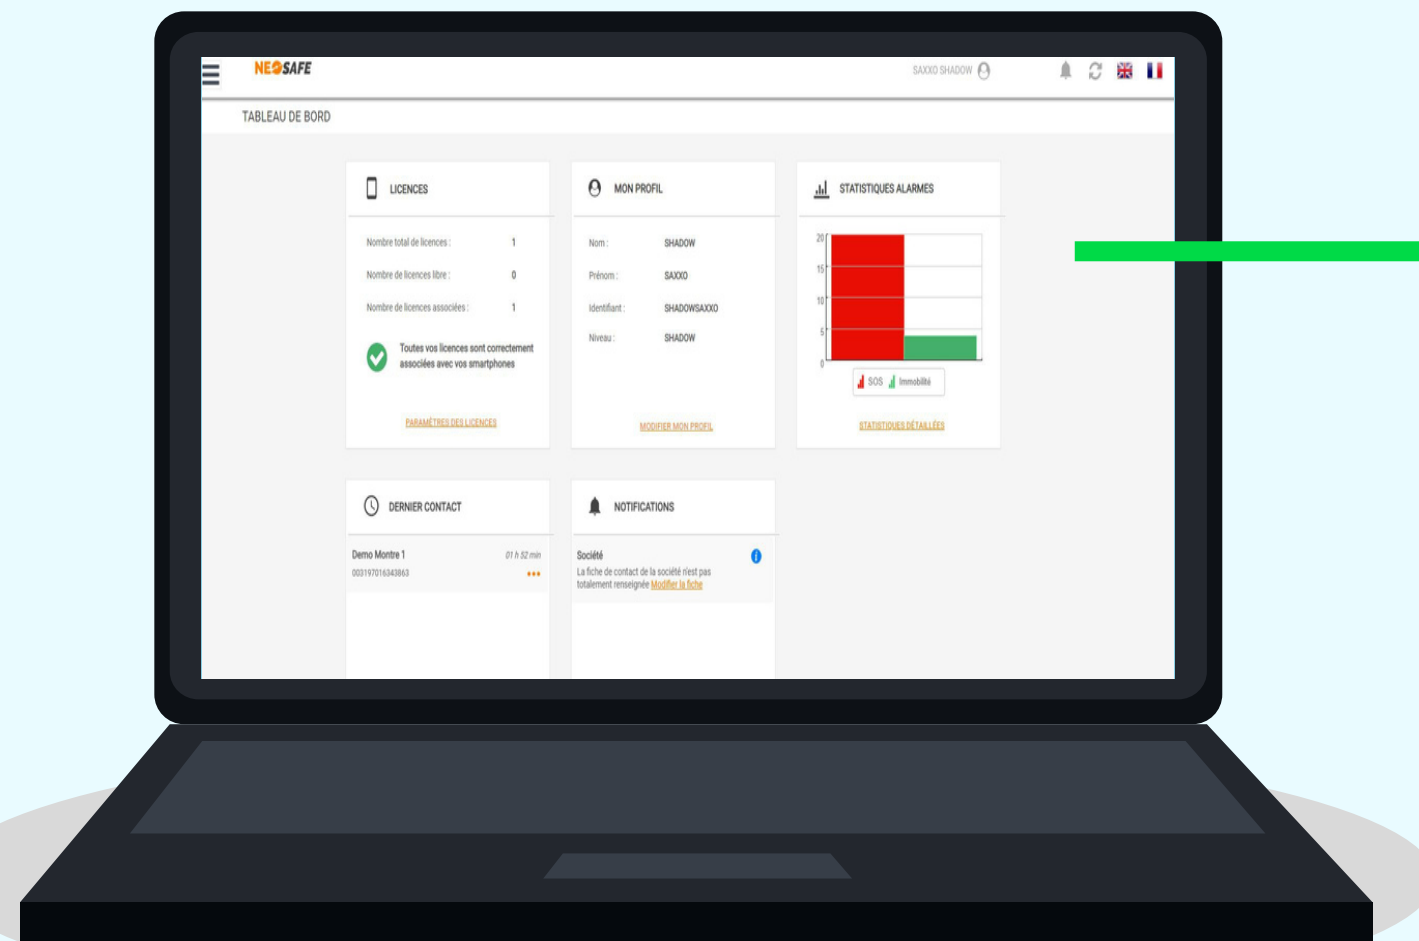 NEOSAFE
SAXXO SHADOW
TABLEAU DE BORD
LICENCES
Nombre total de licences : 1
Nombre de licences libre : 0
Nombre de licences associées : 1
Toutes vos licences sont correctement
associées avec vos smartphones
PARAMÈTRES DES LICENCES
MON PROFIL
Nom : SHADOW
Prénom : SAXXO
Identifiant : SHADOWSAXXO
Niveau : SHADOW
MODIFIER MON PROFIL
STATISTIQUES ALARMES
20
15
10
5
0
SOS Immobilité
STATISTIQUES DÉTAILLÉES
DERNIER CONTACT
Demo Montre 1 01 h 52 min
003197016343863
NOTIFICATIONS
Société
La fiche de contact de la société n'est pas
totalement renseignée Modifier la fiche